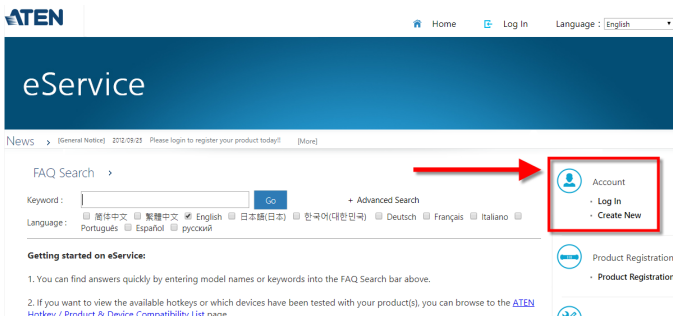 ATEN
Home Log In Language : English
eService
News > [General Notice] 2012/09/25 Please login to register your product today!! [More]
FAQ Search >
Keyword : Go + Advanced Search
Language : 简体中文 繁體中文 English 日本語(日本) 한국어(대한민국) Deutsch Français Italiano
Português Español русский
Account
· Log In
· Create New
Getting started on eService:
Product Registration
· Product Registration
1. You can find answers quickly by entering model names or keywords into the FAQ Search bar above.
2. If you want to view the available hotkeys or which devices have been tested with your product(s), you can browse to the ATEN
Hotkey / Product & Device Compatibility List page